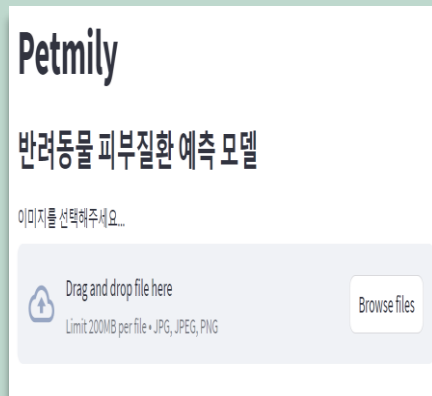 Petmily
반려동물 피부질환 예측 모델
이미지를 선택해주세요...
Drag and drop file here
Limit 200MB per file • JPG, JPEG, PNG
Browse files